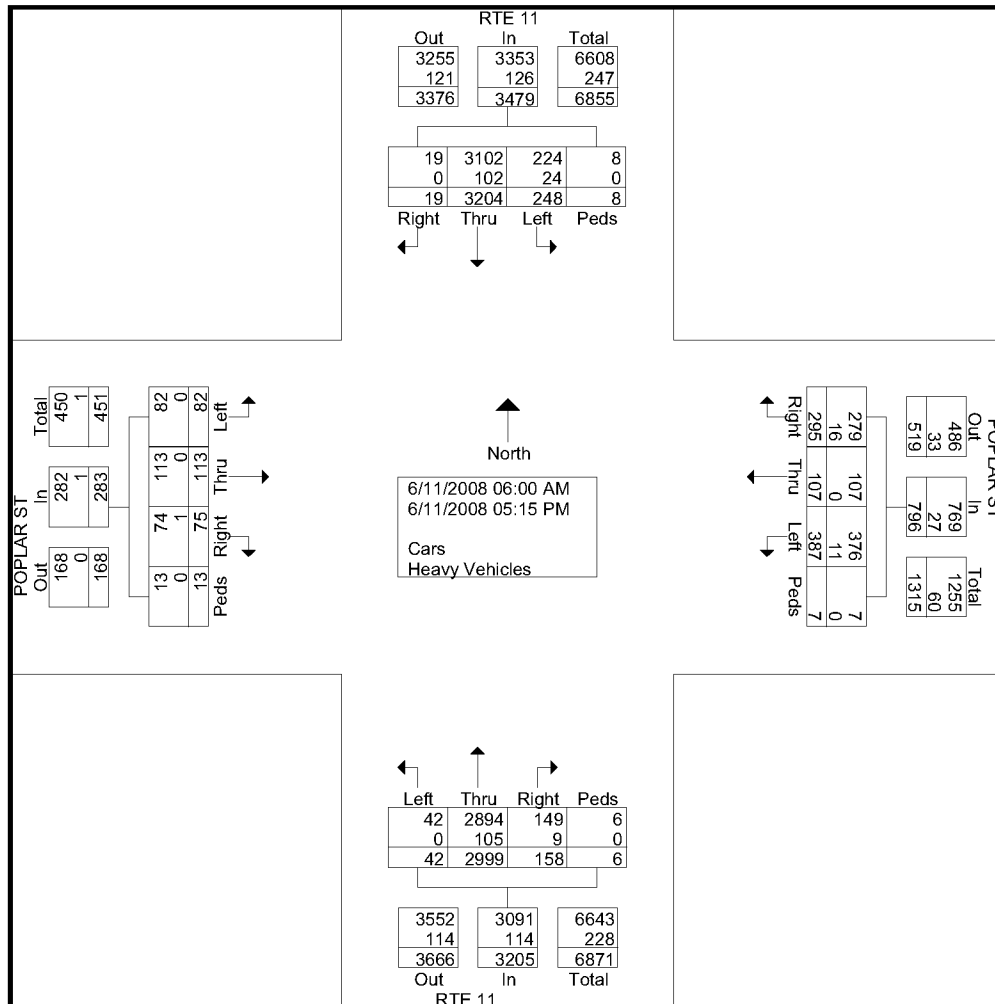 RTE 11
Out In Total
3255 3353 6608
121 126 247
3376 3479 6855
19 3102 224 8
0 102 24 0
19 3204 248 8
Right Thru Left Peds
POPLAR ST
Total In Out
450 282 168
1 1 0
451 283 168
82 113 74 13
0 0 1 0
82 113 75 13
Left Thru Right Peds
North
6/11/2008 06:00 AM
6/11/2008 05:15 PM
Cars
Heavy Vehicles
Right Thru Left Peds
295 107 387 7
16 0 11 0
279 107 376 7
POPLAR ST
Out In Total
486 769 1255
33 27 60
519 796 1315
Left Thru Right Peds
42 2894 149 6
0 105 9 0
42 2999 158 6
3552 3091 6643
114 114 228
3666 3205 6871
Out In Total
RTE 11